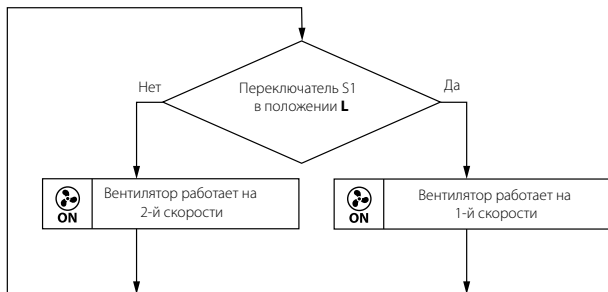 Нет
Переключатель S1
в положении L
Да
ON
Вентилятор работает на
2-й скорости
ON
Вентилятор работает на
1-й скорости